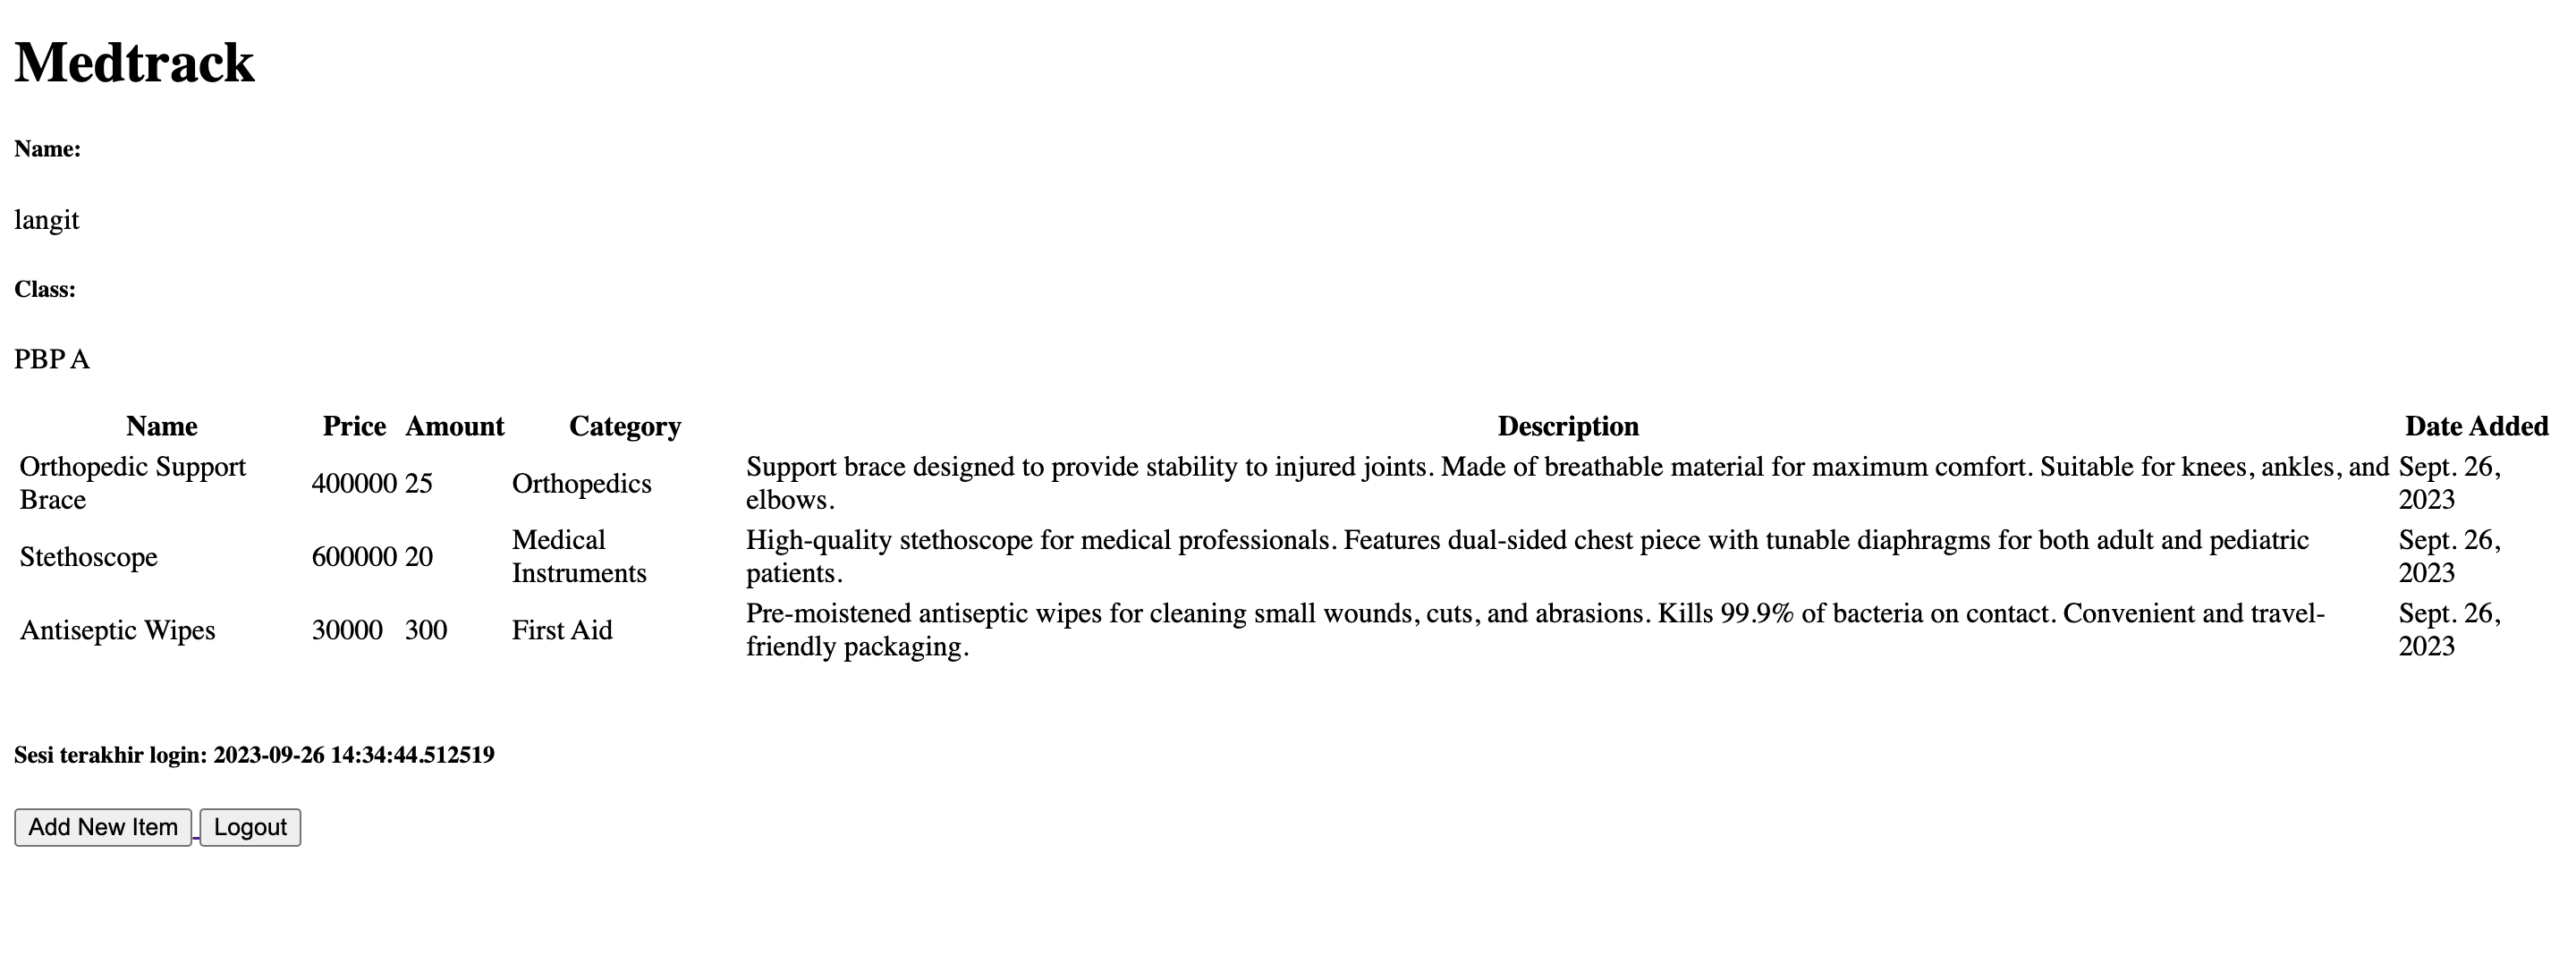 Medtrack
Name:
langit
Class:
PBP A
Name Price Amount Category Description Date Added
Orthopedic Support Brace 400000 25 Orthopedics Support brace designed to provide stability to injured joints. Made of breathable material for maximum comfort. Suitable for knees, ankles, and elbows. Sept. 26, 2023
Stethoscope 600000 20 Medical Instruments High-quality stethoscope for medical professionals. Features dual-sided chest piece with tunable diaphragms for both adult and pediatric patients. Sept. 26, 2023
Antiseptic Wipes 30000 300 First Aid Pre-moistened antiseptic wipes for cleaning small wounds, cuts, and abrasions. Kills 99.9% of bacteria on contact. Convenient and travel-friendly packaging. Sept. 26, 2023
Sesi terakhir login: 2023-09-26 14:34:44.512519
Add New Item Logout